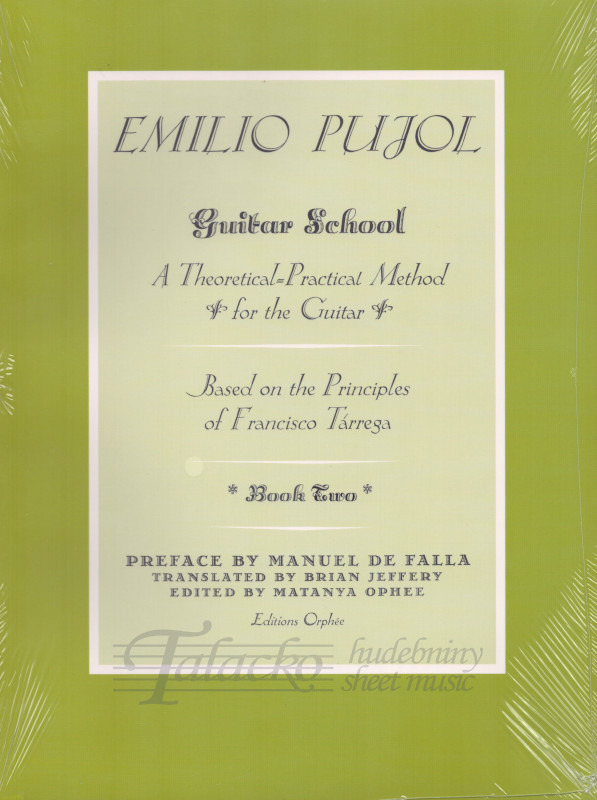 EMILIO PUJOL
Guitar School
A Theoretical=Practical Method
for the Guitar
Based on the Principles
of Francisco Tárrega
* Book Two *
PREFACE BY MANUEL DE FALLA
TRANSLATED BY BRIAN JEFFERY
EDITED BY MATANYA OPHEE
Editions Orphée
Talacko hudebniny
sheet music